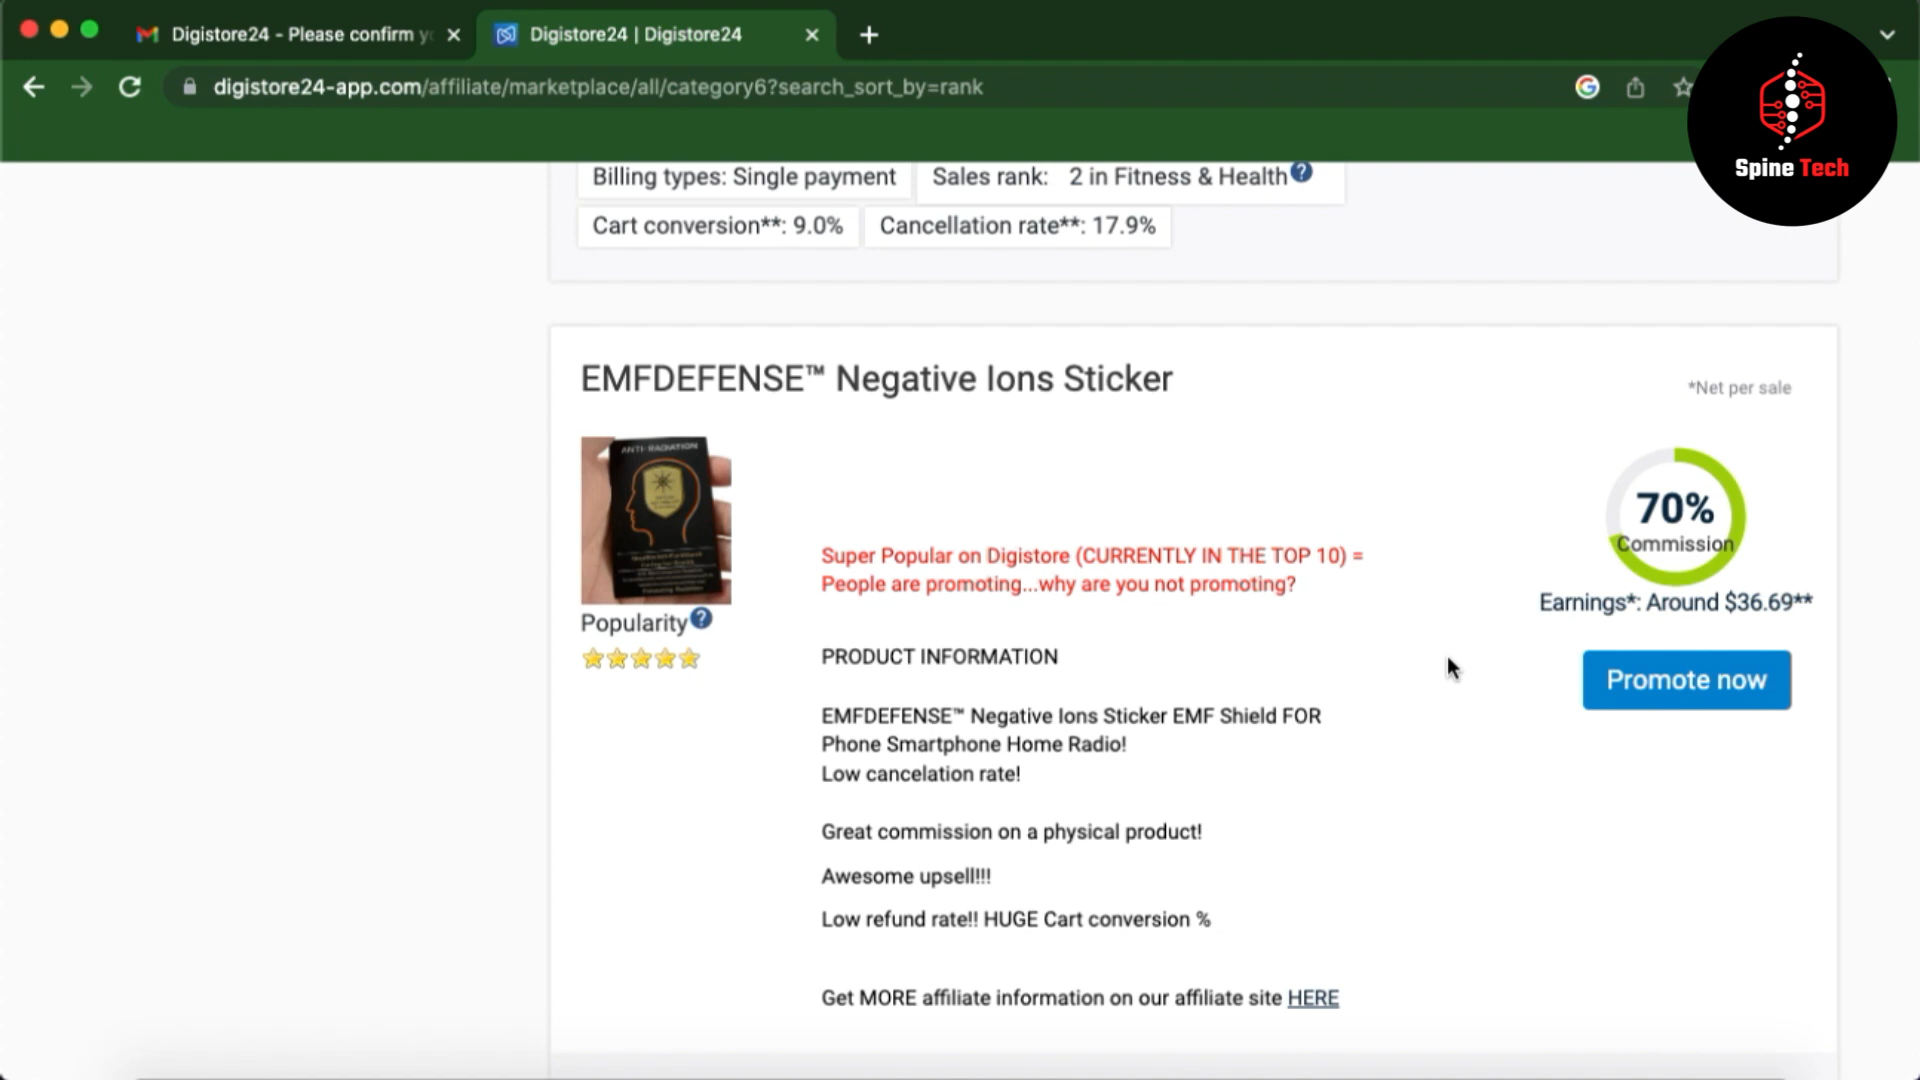 Digistore24 - Please confirm y
Digistore24 | Digistore24
digistore24-app.com/affiliate/marketplace/all/category6?search_sort_by=rank
Spine Tech
Billing types: Single payment
Sales rank: 2 in Fitness & Health
Cart conversion**: 9.0%
Cancellation rate**: 17.9%
EMFDEFENSE™ Negative Ions Sticker
*Net per sale
ANTI-RADIATION
70%
Commission
Super Popular on Digistore (CURRENTLY IN THE TOP 10) =
People are promoting...why are you not promoting?
Earnings*: Around $36.69**
Popularity
PRODUCT INFORMATION
Promote now
EMFDEFENSE™ Negative Ions Sticker EMF Shield FOR
Phone Smartphone Home Radio!
Low cancelation rate!
Great commission on a physical product!
Awesome upsell!!!
Low refund rate!! HUGE Cart conversion %
Get MORE affiliate information on our affiliate site HERE